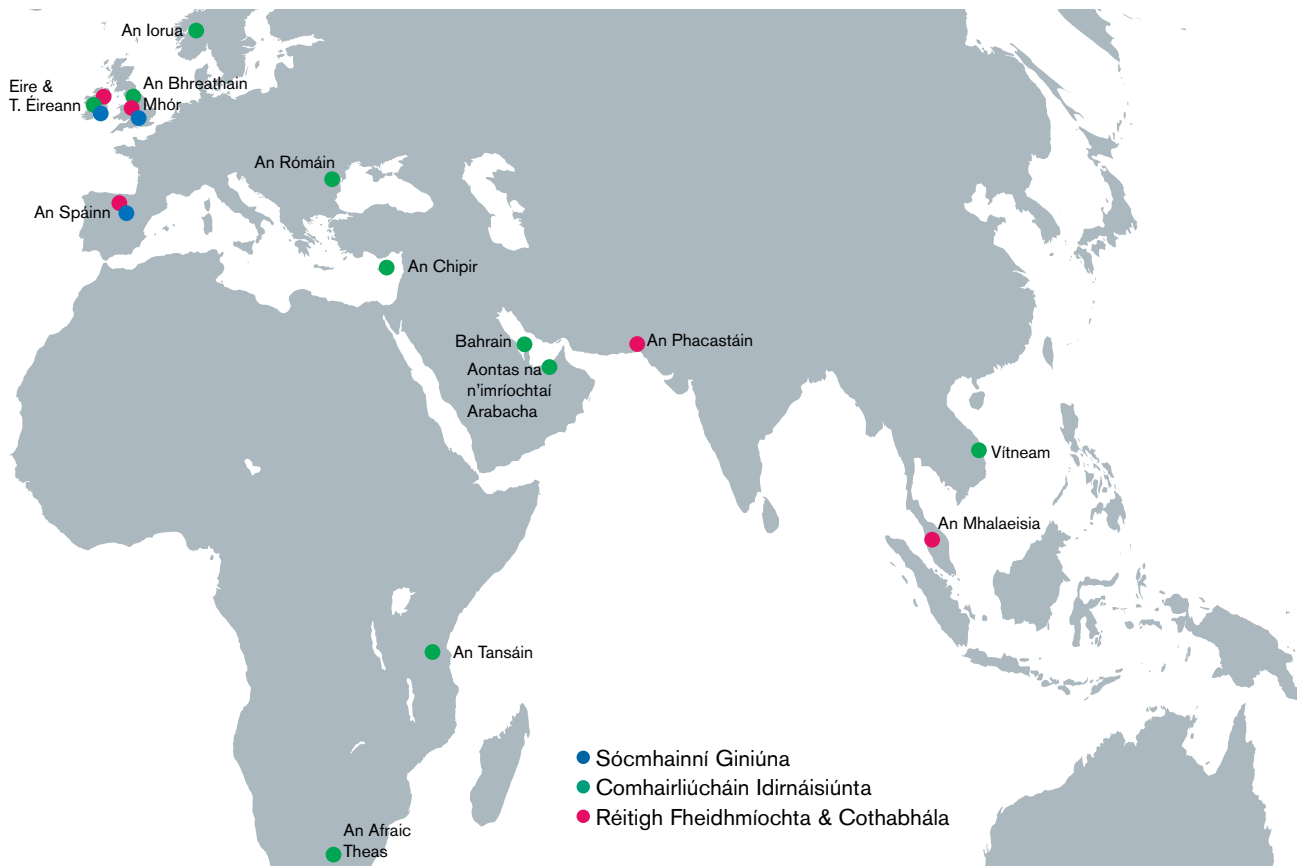 An Iorua
Eire &
T. Éireann
An Bhreathain
Mhór
An Rómáin
An Spáinn
An Chipir
Bahrain
An Phacastáin
Aontas na
n'imríochtaí
Arabacha
Vítneam
An Mhalaeisia
An Tansáin
Sócmhainní Giniúna
Comhairliúcháin Idirnáisiúnta
Réitigh Fheidhmíochta & Cothabhála
An Afraic
Theas